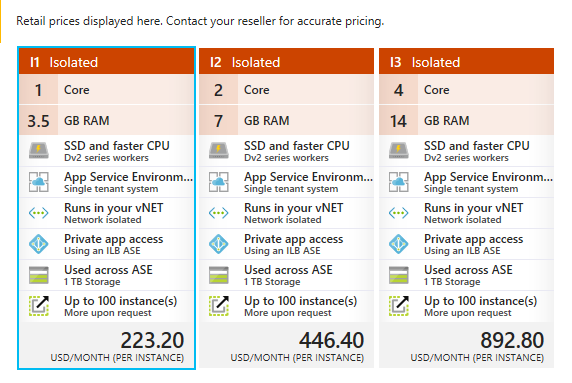 Retail prices displayed here. Contact your reseller for accurate pricing.
I1 Isolated
1 Core
3.5 GB RAM
SSD and faster CPU
Dv2 series workers
App Service Environm...
Single tenant system
Runs in your vNET
Network isolated
Private app access
Using an ILB ASE
Used across ASE
1 TB Storage
Up to 100 instance(s)
More upon request
223.20
USD/MONTH (PER INSTANCE)
I2 Isolated
2 Core
7 GB RAM
SSD and faster CPU
Dv2 series workers
App Service Environm...
Single tenant system
Runs in your vNET
Network isolated
Private app access
Using an ILB ASE
Used across ASE
1 TB Storage
Up to 100 instance(s)
More upon request
446.40
USD/MONTH (PER INSTANCE)
I3 Isolated
4 Core
14 GB RAM
SSD and faster CPU
Dv2 series workers
App Service Environm...
Single tenant system
Runs in your vNET
Network isolated
Private app access
Using an ILB ASE
Used across ASE
1 TB Storage
Up to 100 instance(s)
More upon request
892.80
USD/MONTH (PER INSTANCE)